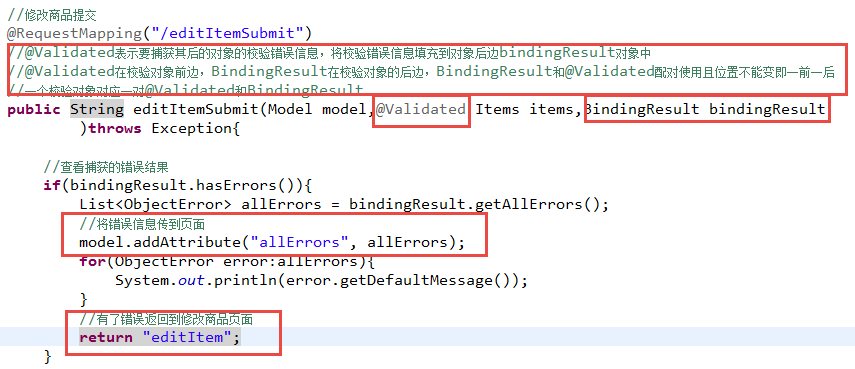 //修改商品提交
@RequestMapping("/editItemSubmit")
//@Validated表示要捕获其后的对象的校验错误信息，将校验错误信息填充到对象后边bindingResult对象中
//@Validated在校验对象前边，BindingResult在校验对象的后边，BindingResult和@Validated配对使用且位置不能变即一前一后
//一个校验对象对应一对@Validated和BindingResult
public String editItemSubmit(Model model,@Validated Items items,BindingResult bindingResult
)throws Exception{
//查看捕获的错误结果
if(bindingResult.hasErrors()){
List<ObjectError> allErrors = bindingResult.getAllErrors();
//将错误信息传到页面
model.addAttribute("allErrors", allErrors);
for(ObjectError error:allErrors){
System.out.println(error.getDefaultMessage());
}
//有了错误返回到修改商品页面
return "editItem";
}